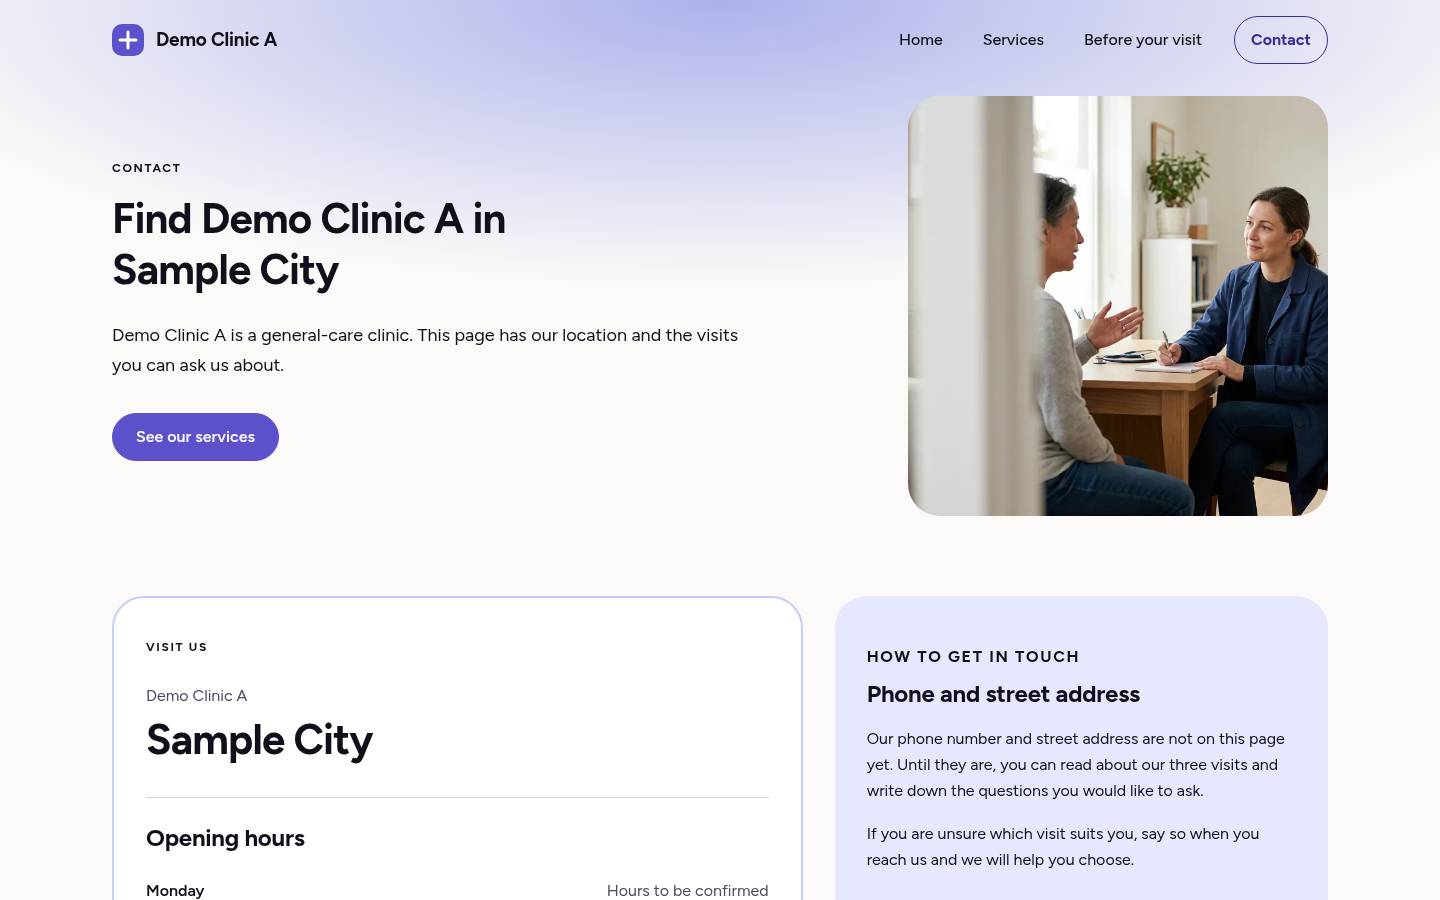 Demo Clinic A
Home
Services
Before your visit
Contact
CONTACT
Find Demo Clinic A in
Sample City
Demo Clinic A is a general-care clinic. This page has our location and the visits
you can ask us about.
See our services
VISIT US
Demo Clinic A
Sample City
Opening hours
Monday
Hours to be confirmed
HOW TO GET IN TOUCH
Phone and street address
Our phone number and street address are not on this page
yet. Until they are, you can read about our three visits and
write down the questions you would like to ask.
If you are unsure which visit suits you, say so when you
reach us and we will help you choose.